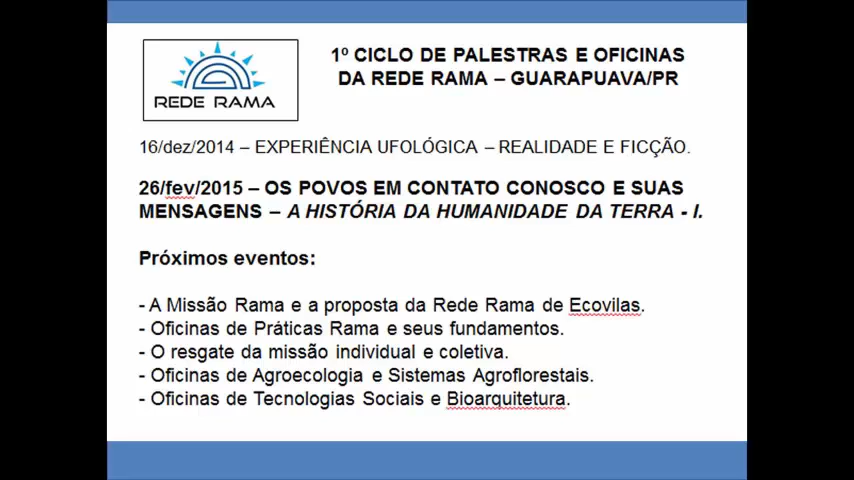 REDE RAMA
1º CICLO DE PALESTRAS E OFICINAS
DA REDE RAMA – GUARAPUAVA/PR
16/dez/2014 – EXPERIÊNCIA UFOLÓGICA – REALIDADE E FICÇÃO.
26/fev/2015 – OS POVOS EM CONTATO CONOSCO E SUAS
MENSAGENS – A HISTÓRIA DA HUMANIDADE DA TERRA - I.
Próximos eventos:
- A Missão Rama e a proposta da Rede Rama de Ecovilas.
- Oficinas de Práticas Rama e seus fundamentos.
- O resgate da missão individual e coletiva.
- Oficinas de Agroecologia e Sistemas Agroflorestais.
- Oficinas de Tecnologias Sociais e Bioarquitetura.